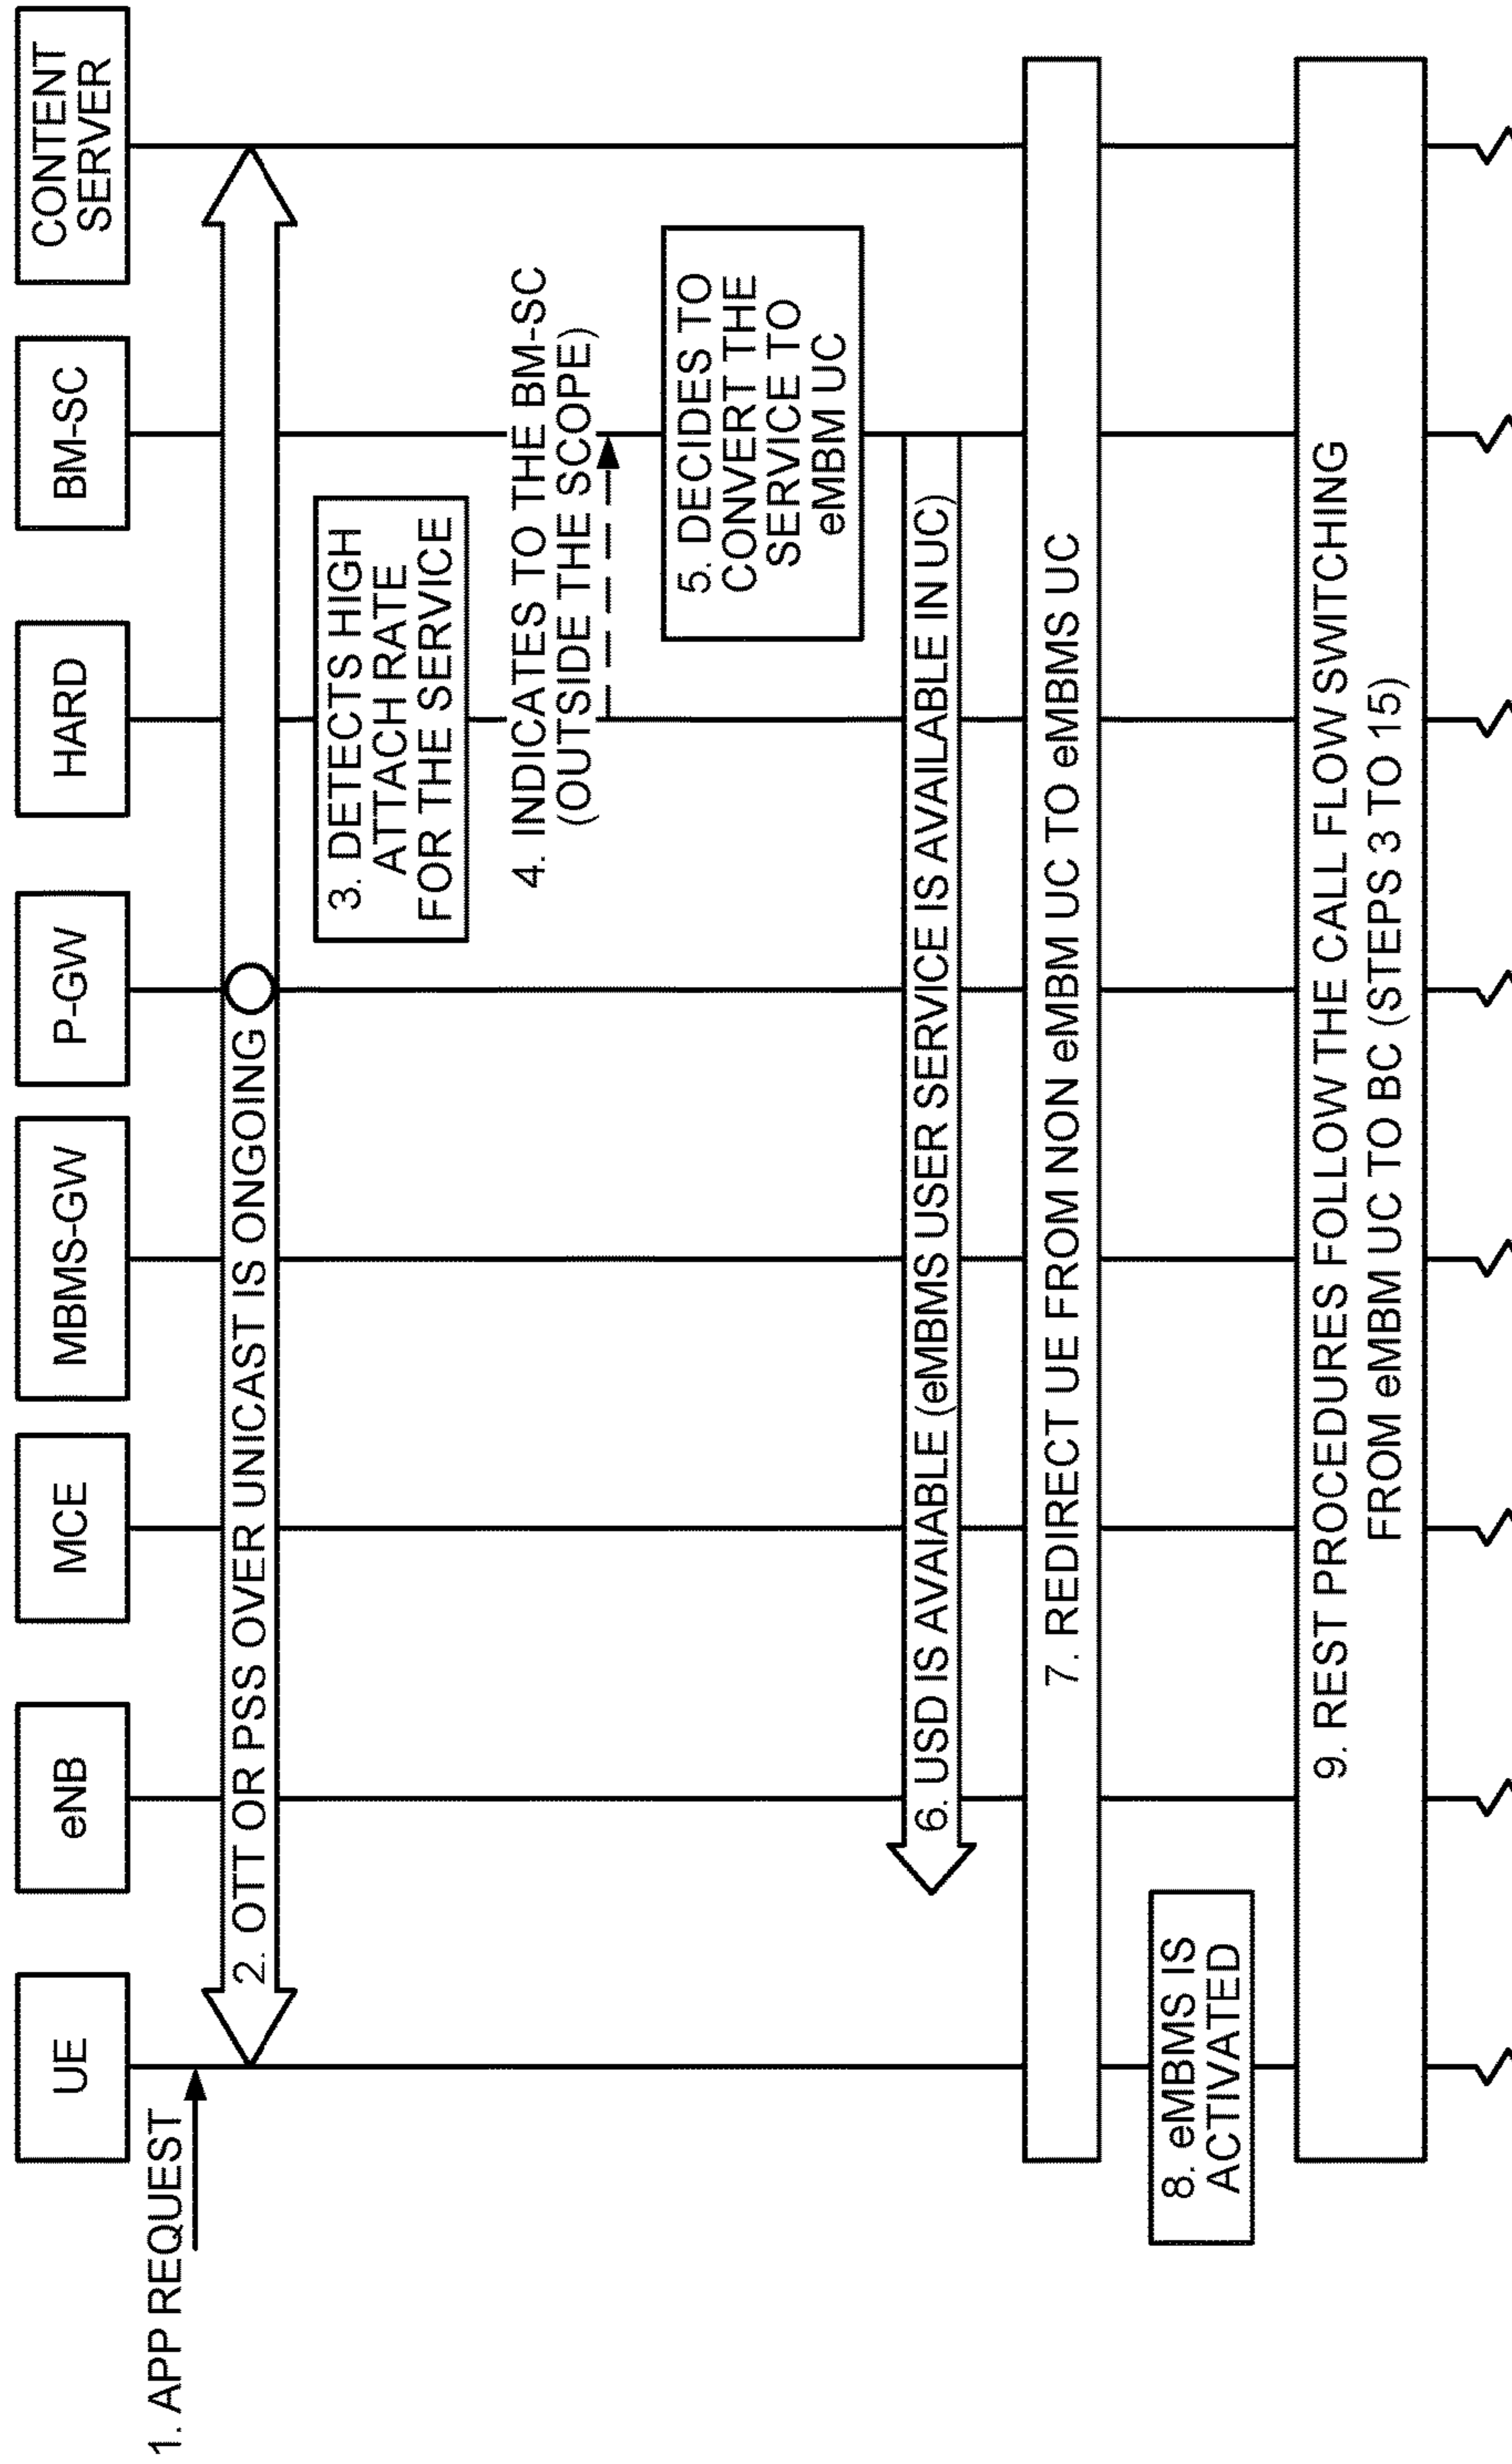 UE
eNB
MCE
MBMS-GW
P-GW
HARD
BM-SC
CONTENT
SERVER
1. APP REQUEST
2. OTT OR PSS OVER UNICAST IS ONGOING
3. DETECTS HIGH
ATTACH RATE
FOR THE SERVICE
4. INDICATES TO THE BM-SC
(OUTSIDE THE SCOPE)
5. DECIDES TO
CONVERT THE
SERVICE TO
eMBM UC
6. USD IS AVAIABLE (eMBMS USER SERVICE IS AVAILABLE IN UC)
7. REDIRECT UE FROM NON eMBM UC TO eMBMS UC
8. eMBMS IS
ACTIVATED
9. REST PROCEDURES FOLLOW THE CALL FLOW SWITCHING
FROM eMBM UC TO BC (STEPS 3 TO 15)